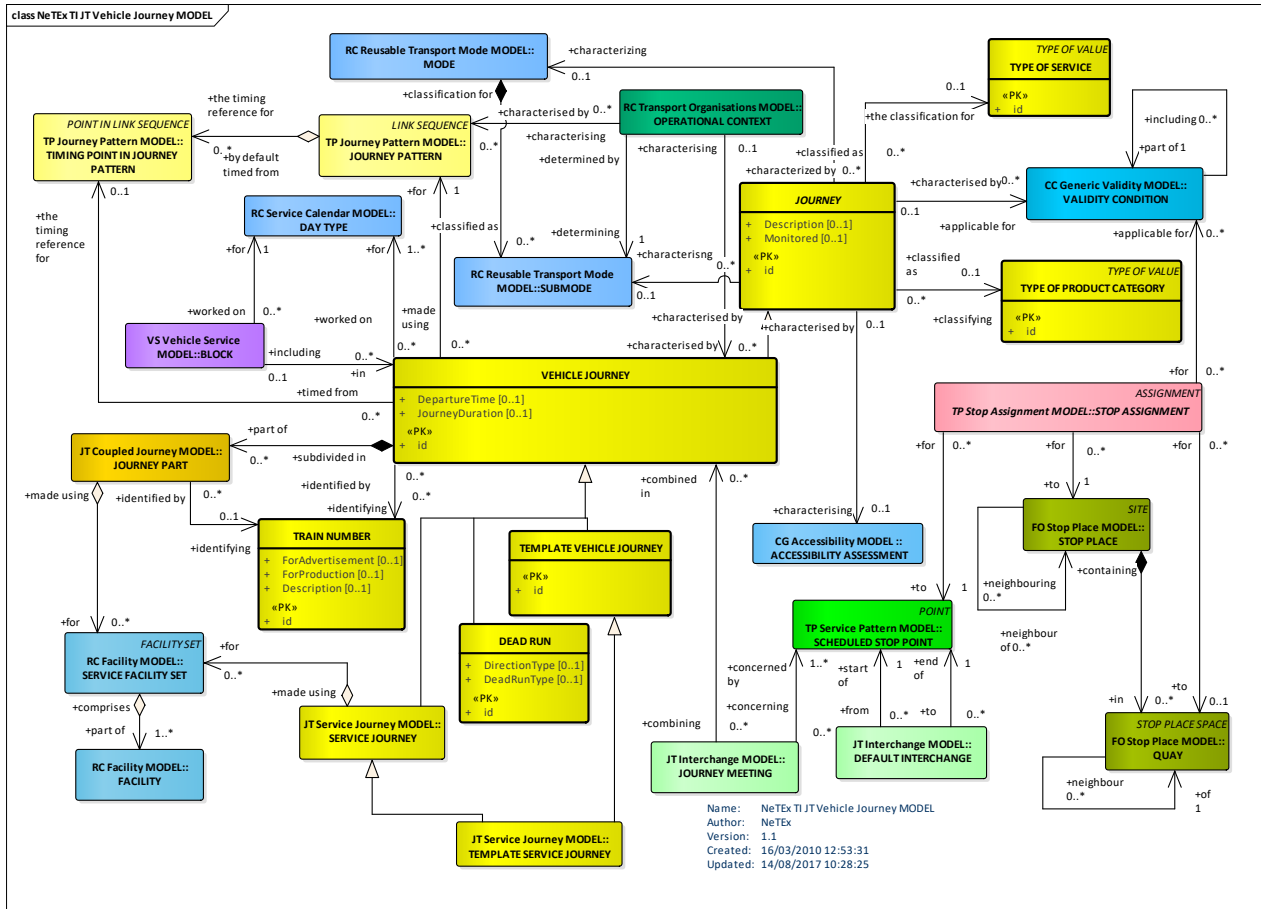 class NeTEx TI JT Vehicle Journey MODEL
RC Reusable Transport Mode MODEL::
MODE
+characterizing
0..1
TYPE OF VALUE
TYPE OF SERVICE
«PK»
+ id
+the classification for
0..*
+including 0..*
+part of 1
+the timing
reference for
+classification for
+characterised by
0..*
RC Transport Organisations MODEL::
OPERATIONAL CONTEXT
POINT IN LINK SEQUENCE
TP Journey Pattern MODEL::
TIMING POINT IN JOURNEY
PATTERN
LINK SEQUENCE
TP Journey Pattern MODEL::
JOURNEY PATTERN
0..*
+by default
timed from
0..*
+characterising
+determined by
+characterising
0..1
+classified as
+characterized by 0..*
JOURNEY
+ Description [0..1]
+ Monitored [0..1]
«PK»
+ id
+characterised by
0..*
0..1
+applicable for
CC Generic Validity MODEL::
VALIDITY CONDITION
+applicable for
0..*
0..1
+the
timing
reference
for
+for
1
RC Service Calendar MODEL::
DAY TYPE
+for
1
+for
1..*
+classified as
0..*
+determining
1
+characterisng
0..*
0..1
RC Reusable Transport Mode
MODEL::SUBMODE
+classified
as
0..1
0..*
+classifying
TYPE OF VALUE
TYPE OF PRODUCT CATEGORY
«PK»
+ id
+worked on
0..*
+worked on
0..*
+made
using
0..*
+characterised by
0..*
+characterised by
0..1
VS Vehicle Service
MODEL::BLOCK
+including
0..1
0..*
+in
+timed from
0..*
VEHICLE JOURNEY
+ DepartureTime [0..1]
+ JourneyDuration [0..1]
«PK»
+ id
+for
0..*
ASSIGNMENT
TP Stop Assignment MODEL::STOP ASSIGNMENT
+part of
0..*
+subdivided in
JT Coupled Journey MODEL::
JOURNEY PART
+made using
+identified by
0..*
0..1
+identifying
+identified by
0..*
0..*
+identifying
+combined
in
0..*
+for
0..*
+for
0..*
+for
0..*
+to
1
TRAIN NUMBER
+ ForAdvertisement [0..1]
+ ForProduction [0..1]
+ Description [0..1]
«PK»
+ id
TEMPLATE VEHICLE JOURNEY
«PK»
+ id
+characterising
0..1
CG Accessibility MODEL ::
ACCESSIBILITY ASSESSMENT
SITE
FO Stop Place MODEL::
STOP PLACE
+neighbouring
0..*
+containing
+neighbour
of 0..*
+to
1
POINT
TP Service Pattern MODEL::
SCHEDULED STOP POINT
+for
0..*
FACILITY SET
RC Facility MODEL::
SERVICE FACILITY SET
+for
0..*
DEAD RUN
+ DirectionType [0..1]
+ DeadRunType [0..1]
«PK»
+ id
+made using
+comprises
+part of
1..*
JT Service Journey MODEL::
SERVICE JOURNEY
+concerned
by
1..*
+concerning
0..*
+start
of
1
+end
of
1
+from
0..*
+to
0..*
0..*
+combining
+in
0..*
+to
0..1
RC Facility MODEL::
FACILITY
JT Interchange MODEL::
JOURNEY MEETING
JT Interchange MODEL::
DEFAULT INTERCHANGE
STOP PLACE SPACE
FO Stop Place MODEL::
QUAY
+neighbour
0..*
+of
1
JT Service Journey MODEL::
TEMPLATE SERVICE JOURNEY
Name: NeTEx TI JT Vehicle Journey MODEL
Author: NeTEx
Version: 1.1
Created: 16/03/2010 12:53:31
Updated: 14/08/2017 10:28:25